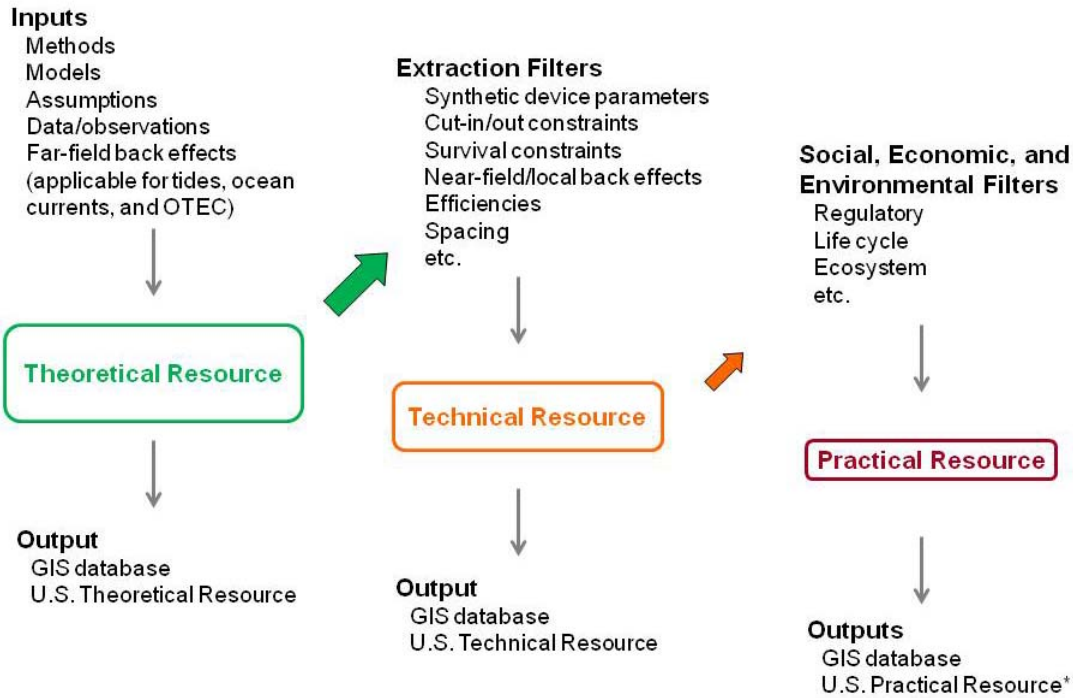 Inputs
Methods
Models
Assumptions
Data/observations
Far-field back effects
(applicable for tides, ocean
currents, and OTEC)
Theoretical Resource
Output
GIS database
U.S. Theoretical Resource
Extraction Filters
Synthetic device parameters
Cut-in/out constraints
Survival constraints
Near-field/local back effects
Efficiencies
Spacing
etc.
Technical Resource
Output
GIS database
U.S. Technical Resource
Social, Economic, and
Environmental Filters
Regulatory
Life cycle
Ecosystem
etc.
Practical Resource
Outputs
GIS database
U.S. Practical Resource*